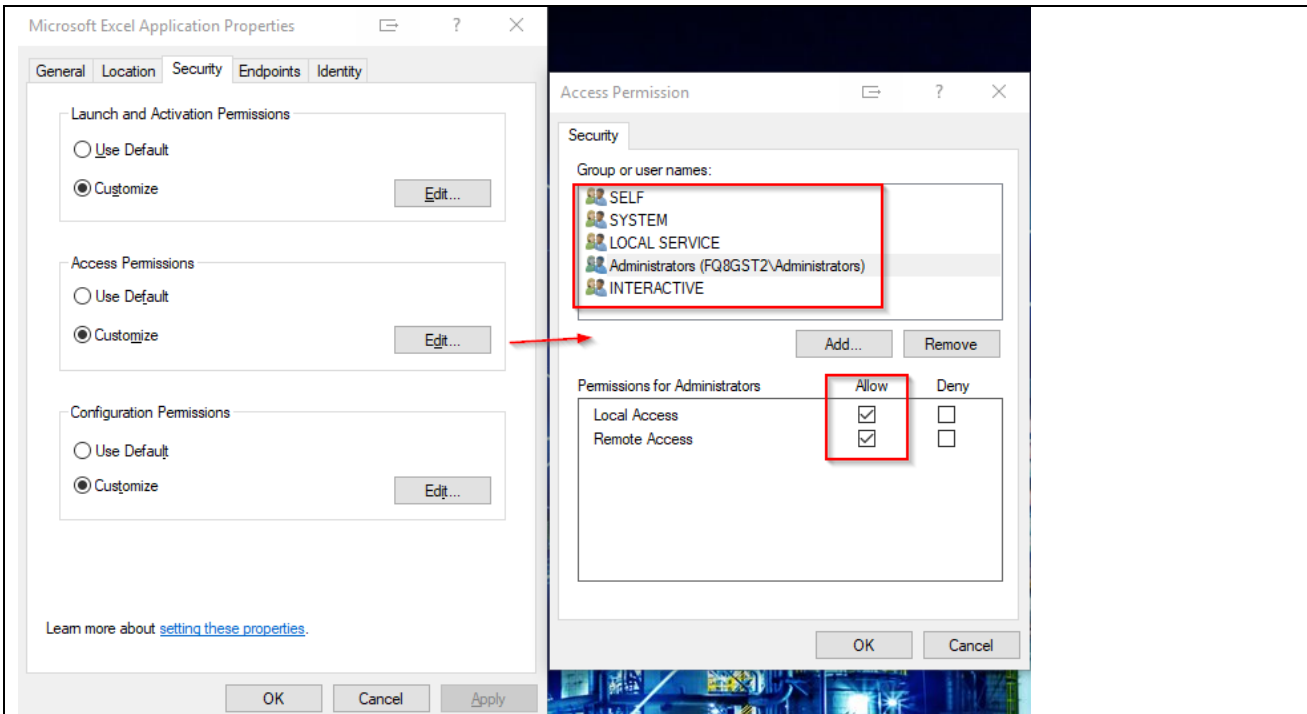 Microsoft Excel Application Properties
?
General Location Security Endpoints Identity
Launch and Activation Permissions
Use Default
Customize
Edit...
Access Permissions
Use Default
Customize
Edit...
Configuration Permissions
Use Default
Customize
Edit...
Learn more about setting these properties.
OK Cancel Apply
Access Permission
?
Security
Group or user names:
SELF
SYSTEM
LOCAL SERVICE
Administrators (FQ8GST2\Administrators)
INTERACTIVE
Add... Remove
Permissions for Administrators Allow Deny
Local Access
Remote Access
OK Cancel